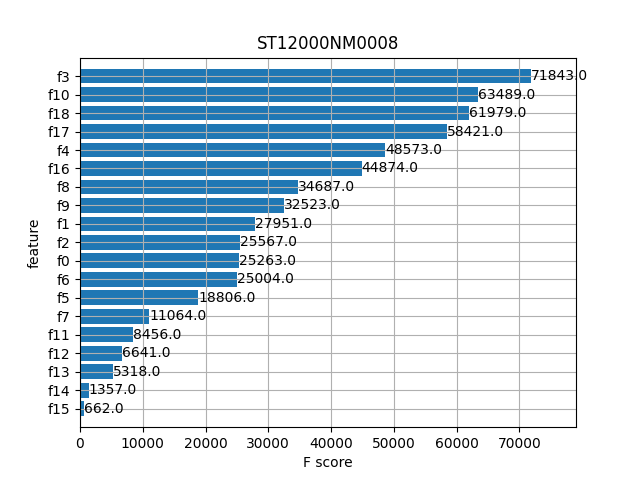 ST12000NM0008
f3 71843.0
f10 63489.0
f18 61979.0
f17 58421.0
f4 48573.0
f16 44874.0
f8 34687.0
f9 32523.0
f1 27951.0
f2 25567.0
f0 25263.0
f6 25004.0
f5 18806.0
f7 11064.0
f11 8456.0
f12 6641.0
f13 5318.0
f14 1357.0
f15 662.0
feature
0 10000 20000 30000 40000 50000 60000 70000
F score